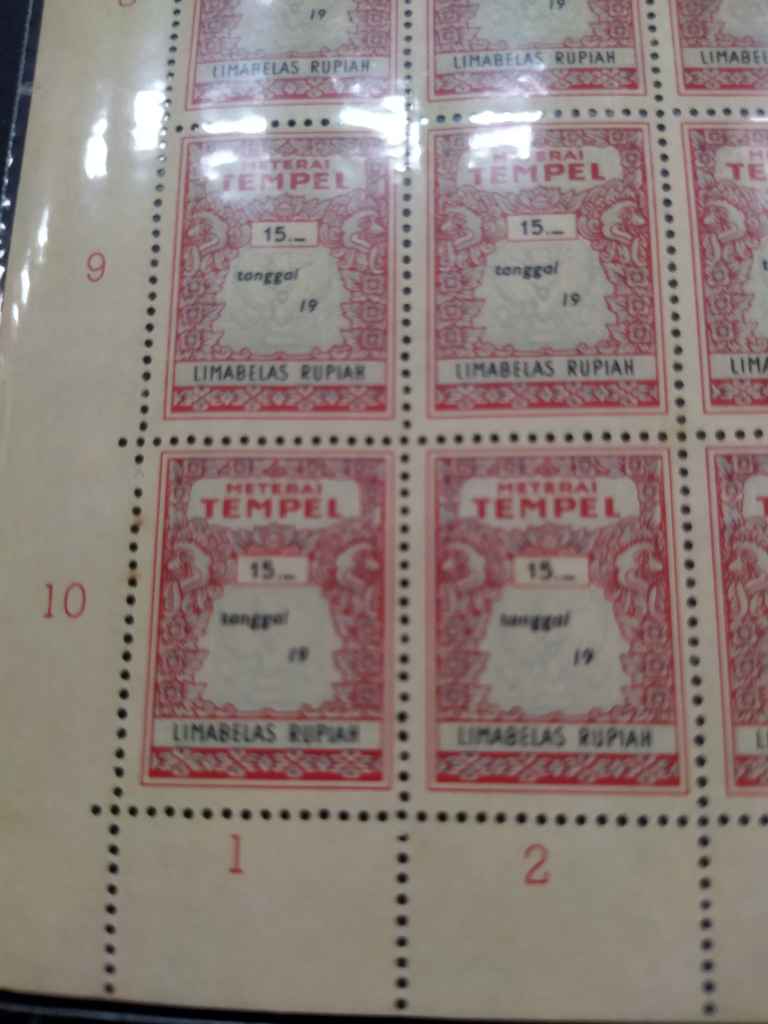 19
19
LIMABELAS RUPIAH
LIMABELAS RUPIAH
9
METERAI
TEMPEL
15.—
tanggal
19
LIMABELAS RUPIAH
METERAI
TEMPEL
15.—
tanggal
19
LIMABELAS RUPIAH
10
METERAI
TEMPEL
15.—
tanggal
19
LIMABELAS RUPIAH
METERAI
TEMPEL
15.—
tanggal
19
LIMABELAS RUPIAH
1
2